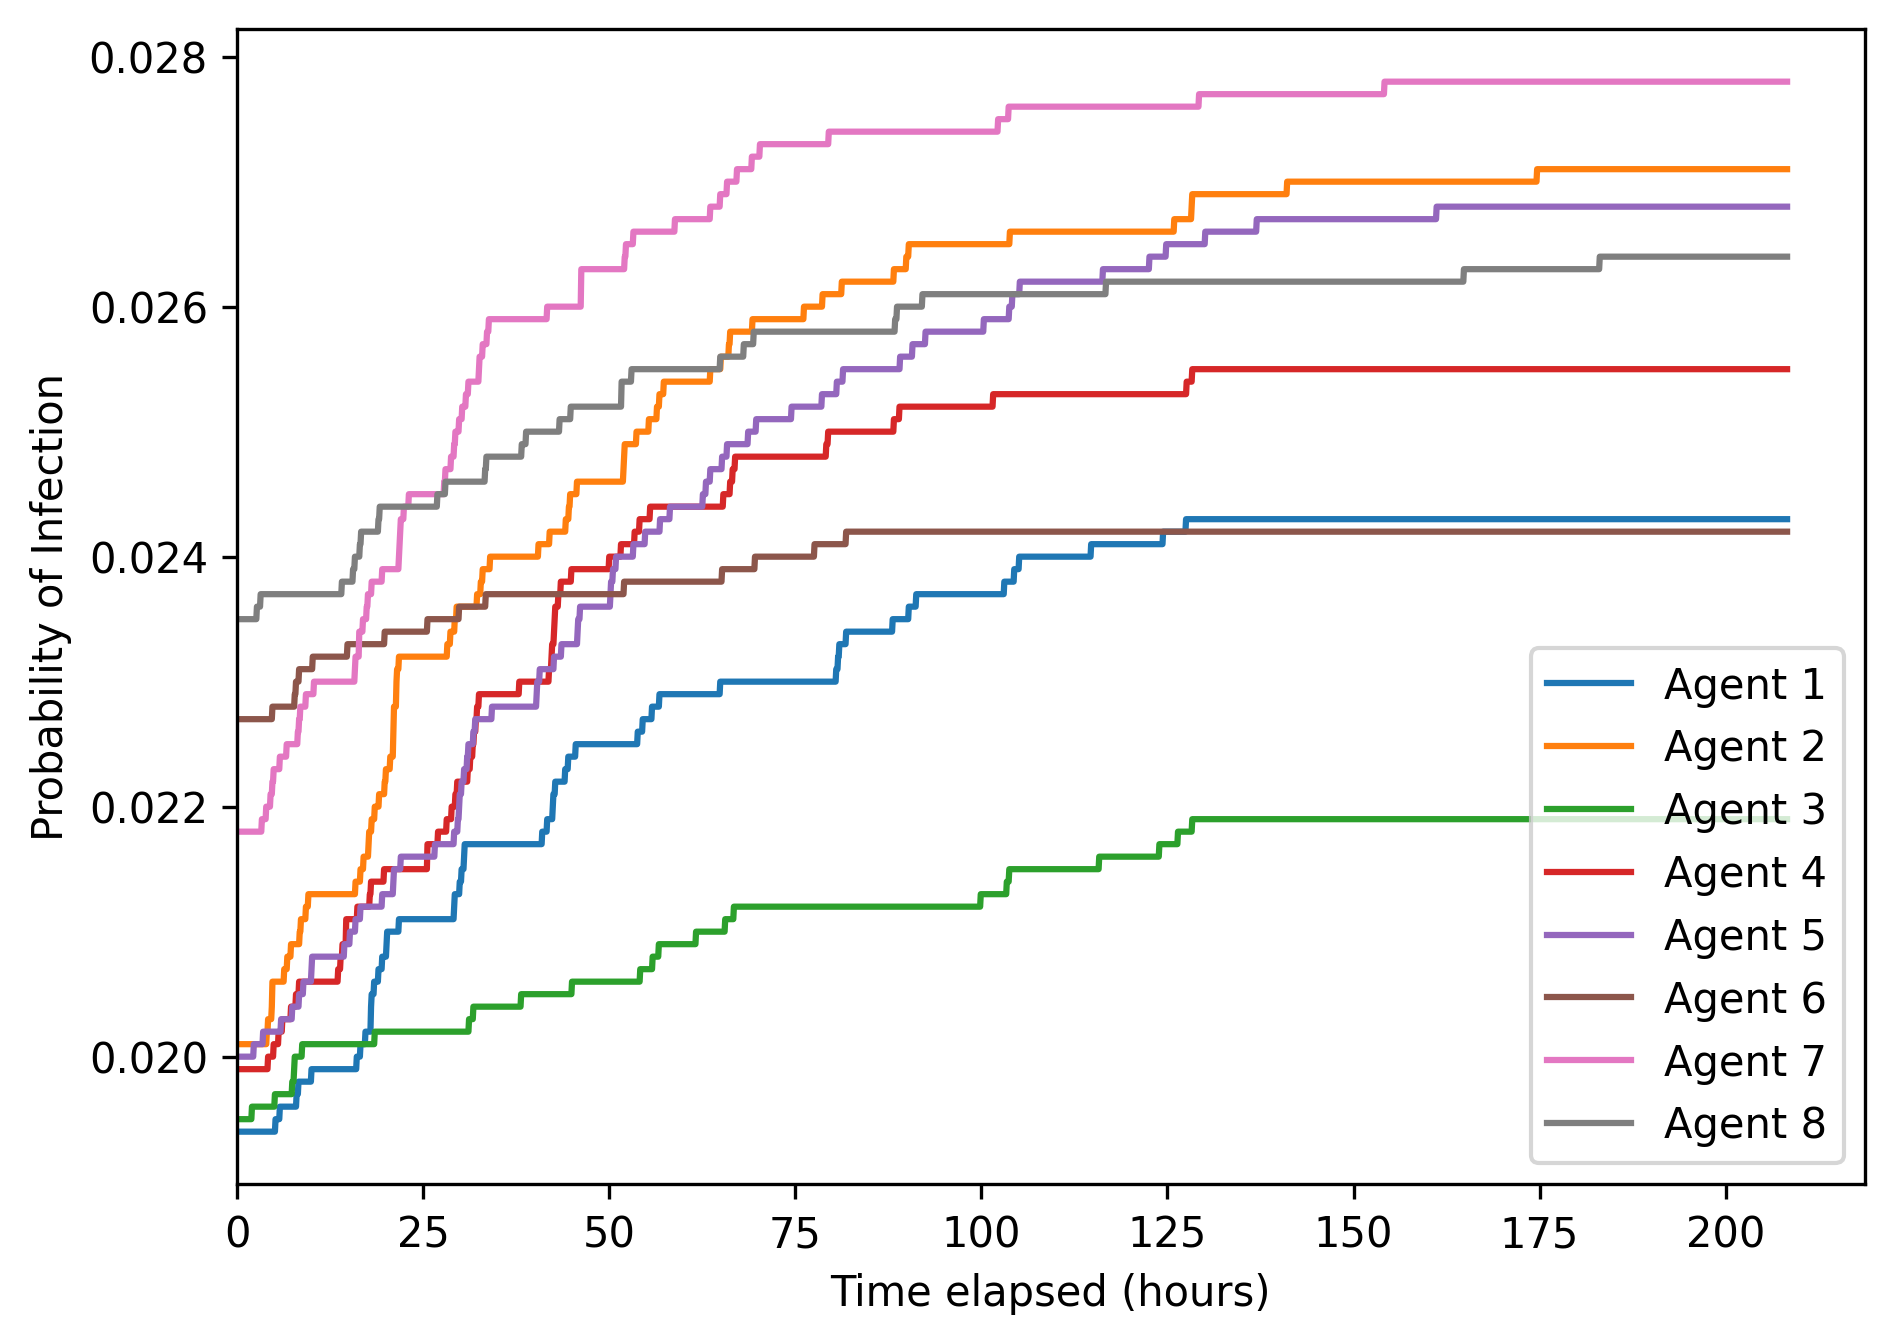 0.028
0.026
0.024
0.022
0.020
Probability of Infection
0
25
50
75
100
125
150
175
200
Time elapsed (hours)
Agent 1
Agent 2
Agent 3
Agent 4
Agent 5
Agent 6
Agent 7
Agent 8